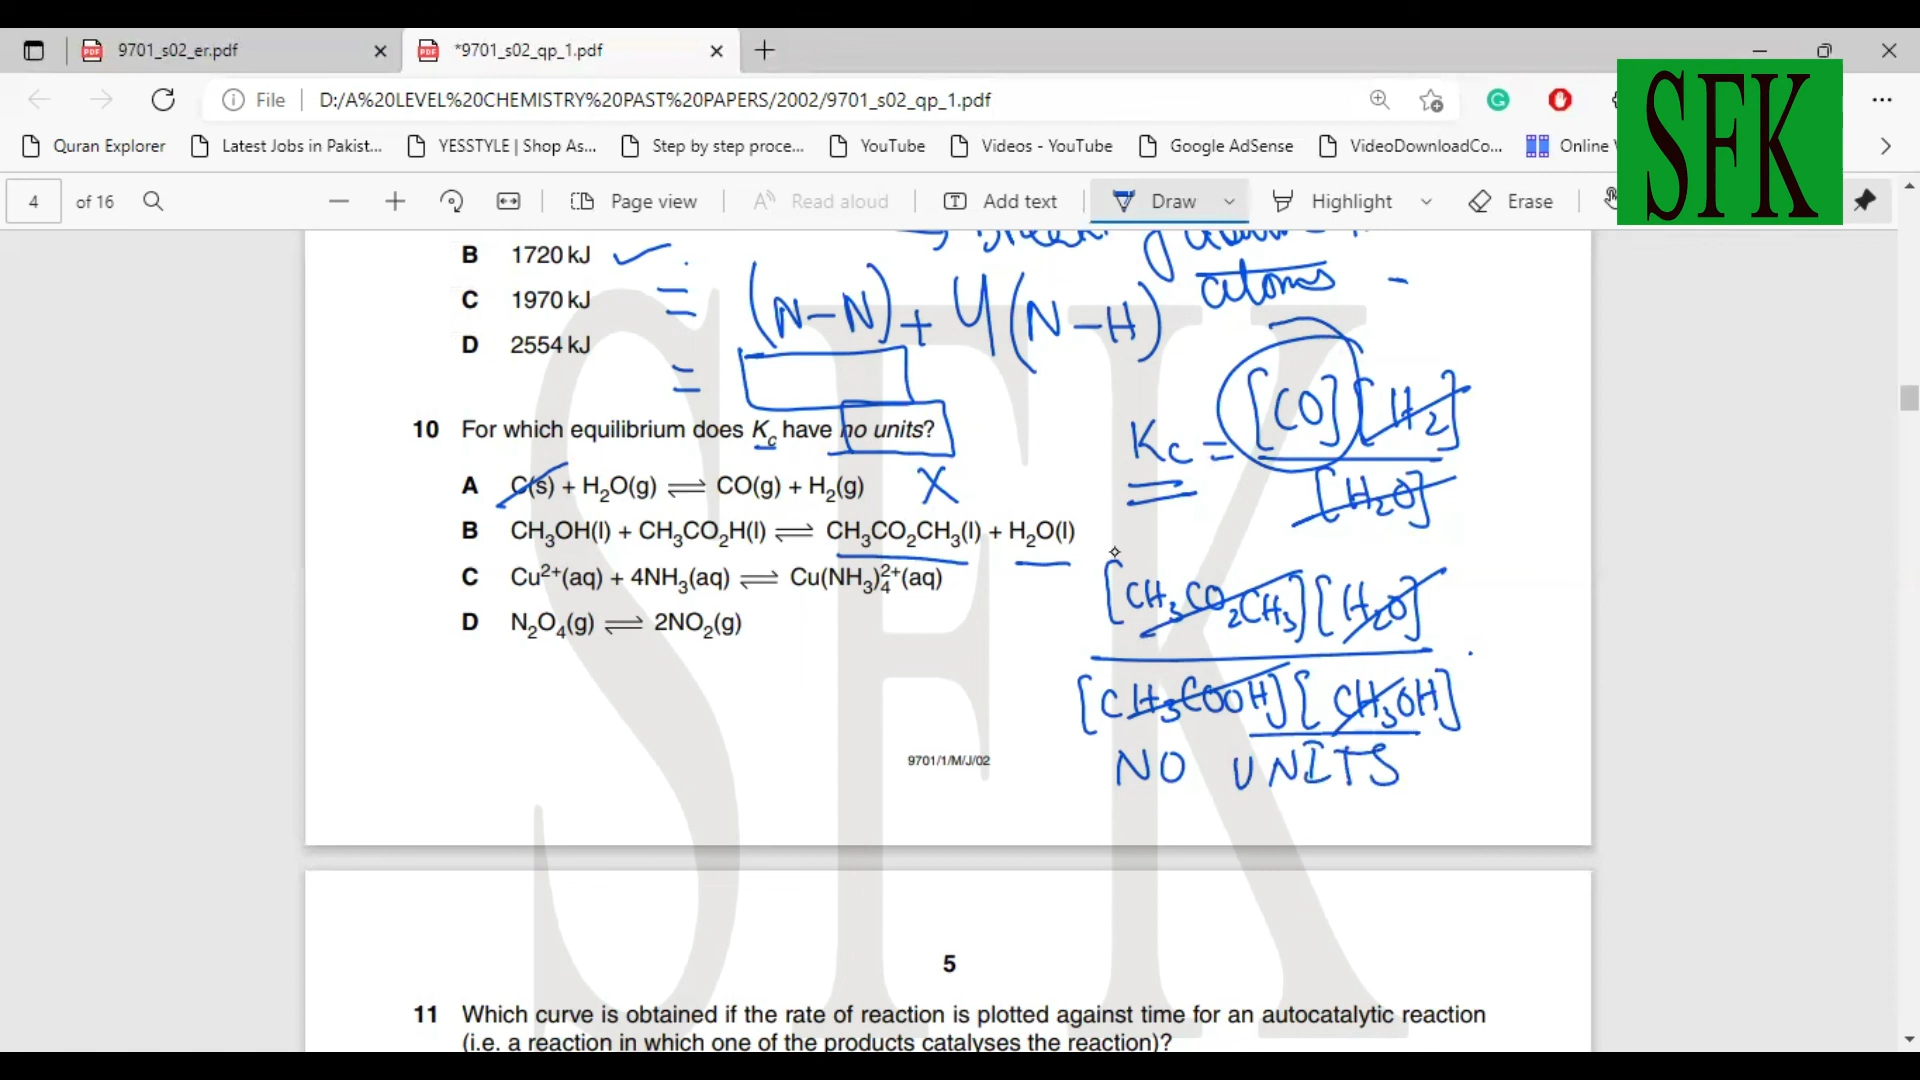 9701_s02_er.pdf
*9701_s02_qp_1.pdf
File D:/A%20LEVEL%20CHEMISTRY%20PAST%20PAPERS/2002/9701_s02_qp_1.pdf
SFK
Quran Explorer Latest Jobs in Pakist... YESSTYLE | Shop As... Step by step proce... YouTube Videos - YouTube Google AdSense VideoDownloadCo... Online
4 of 16 Page view Read aloud Add text Draw Highlight Erase
B 1720 kJ
atoms
C 1970 kJ
= (N-N) + 4(N-H)
D 2554 kJ
=
10 For which equilibrium does Kc have no units?
Kc = [CO][H₂]
[H₂O]
A C(s) + H₂O(g) ⇌ CO(g) + H₂(g) X
B CH₃OH(l) + CH₃CO₂H(l) ⇌ CH₃CO₂CH₃(l) + H₂O(l)
C Cu²⁺(aq) + 4NH₃(aq) ⇌ Cu(NH₃)₄²⁺(aq)
D N₂O₄(g) ⇌ 2NO₂(g)
[CH₃CO₂CH₃][H₂O]
[CH₃COOH][CH₃OH]
NO UNITS
9701/1/M/J/02
SFK
5
11 Which curve is obtained if the rate of reaction is plotted against time for an autocatalytic reaction
(i.e. a reaction in which one of the products catalyses the reaction)?